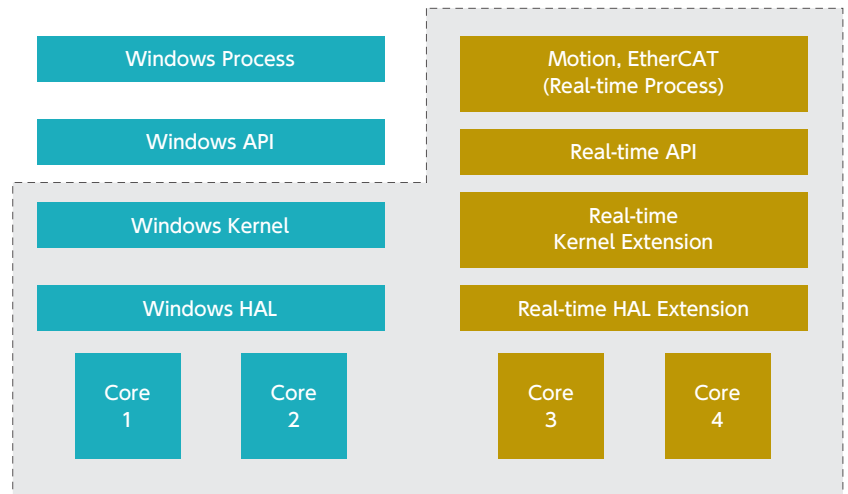 Windows Process
Windows API
Windows Kernel
Windows HAL
Core
1
Core
2
Motion, EtherCAT
(Real-time Process)
Real-time API
Real-time
Kernel Extension
Real-time HAL Extension
Core
3
Core
4